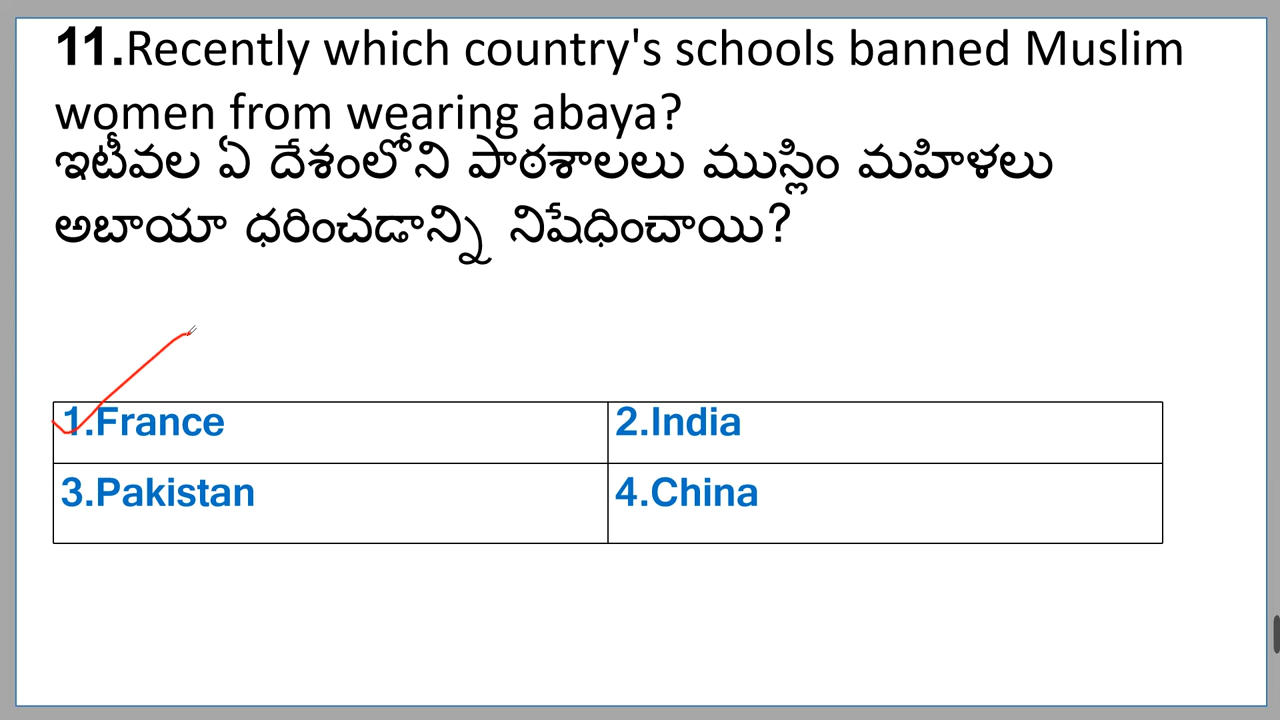 11.Recently which country's schools banned Muslim
women from wearing abaya?
ఇటీవల ఏ దేశంలోని పాఠశాలలు ముస్లిం మహిళలు
అబాయా ధరించడాన్ని నిషేధించాయి?
1.France
2.India
3.Pakistan
4.China